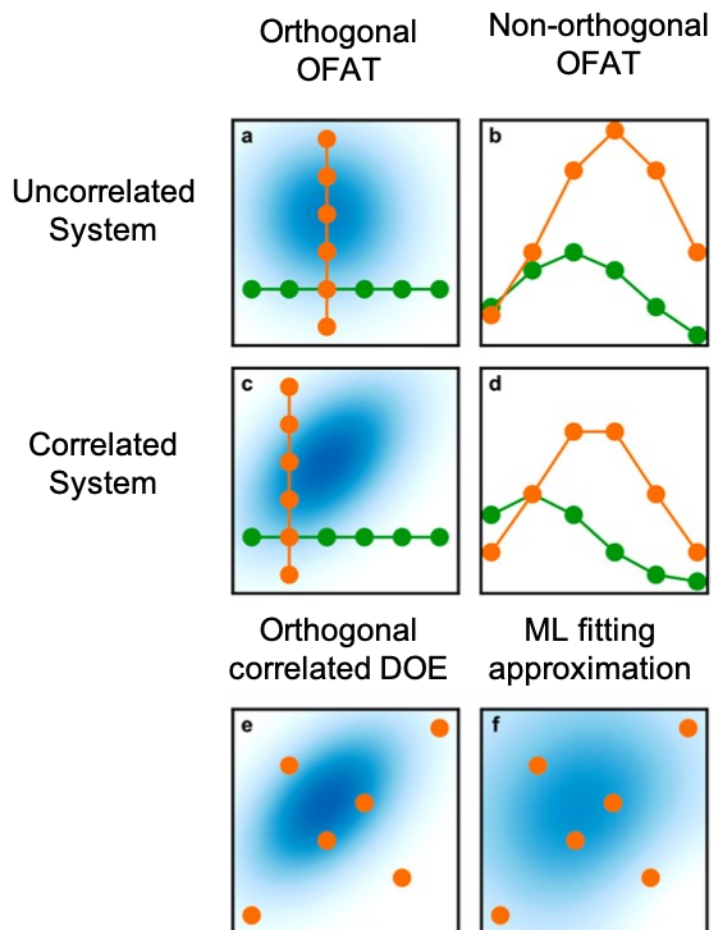 Orthogonal
OFAT
Non-orthogonal
OFAT
Uncorrelated
System
a
b
Correlated
System
c
d
Orthogonal
correlated DOE
ML fitting
approximation
e
f